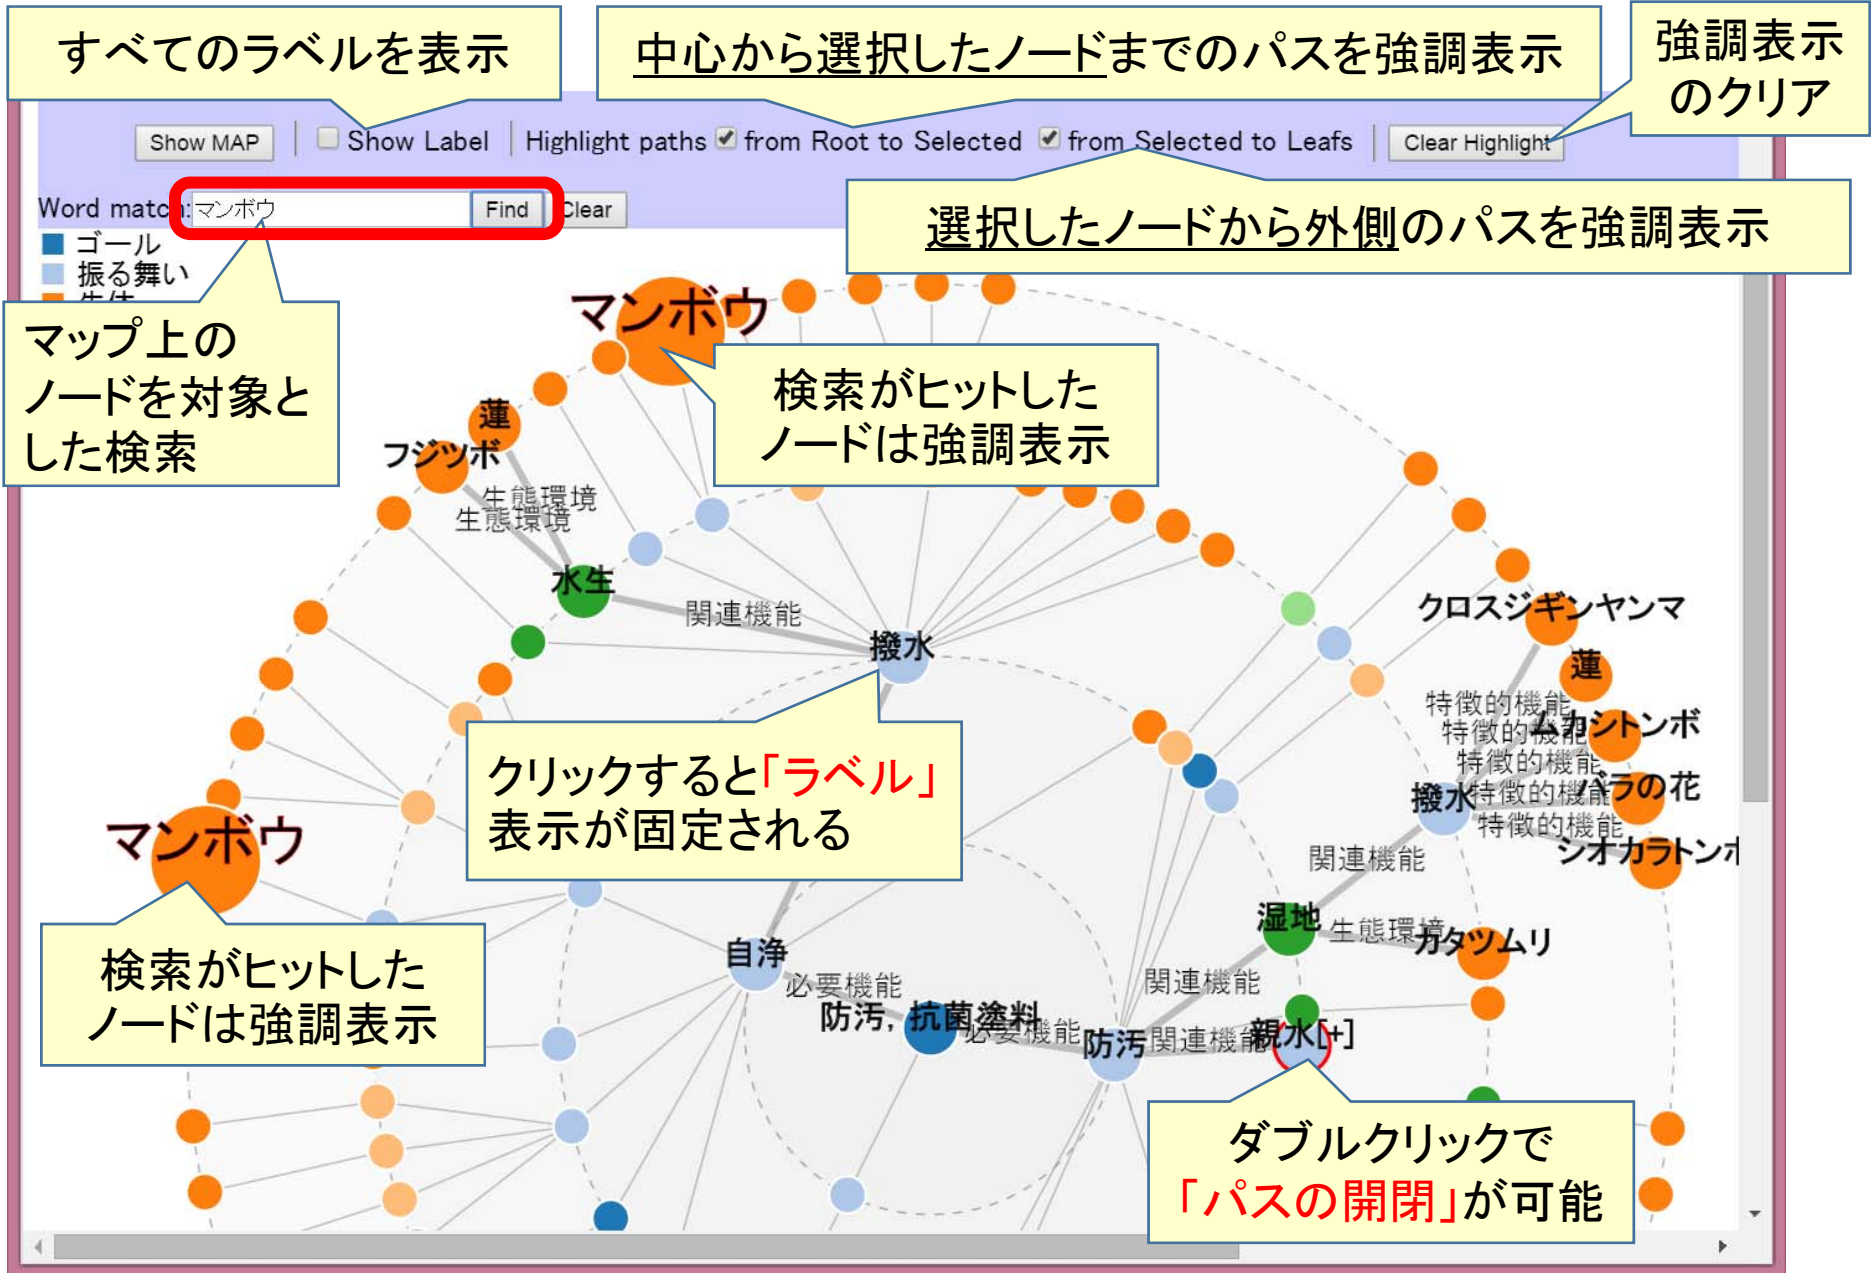 すべてのラベルを表示
中心から選択したノードまでのパスを強調表示
強調表示
のクリア
Show MAP
Show Label
Highlight paths
from Root to Selected
from Selected to Leafs
Clear Highlight
Word match:
マンボウ
Find
Clear
選択したノードから外側のパスを強調表示
ゴール
振る舞い
マップ上の
ノードを対象と
した検索
マンボウ
検索がヒットした
ノードは強調表示
蓮
フジツボ
生態環境
生態環境
水生
関連機能
撥水
クロスジギンヤンマ
蓮
特徴的機能
ムカシトンボ
特徴的機能
特徴的機能
バラの花
撥水
特徴的機能
特徴的機能
シオカラトンボ
関連機能
クリックすると「ラベル」
表示が固定される
マンボウ
検索がヒットした
ノードは強調表示
自浄
必要機能
防汚，抗菌塗料
必要機能
防汚
関連機能
湿地
生態環境
カタツムリ
関連機能
親水[+]
ダブルクリックで
「パスの開閉」が可能